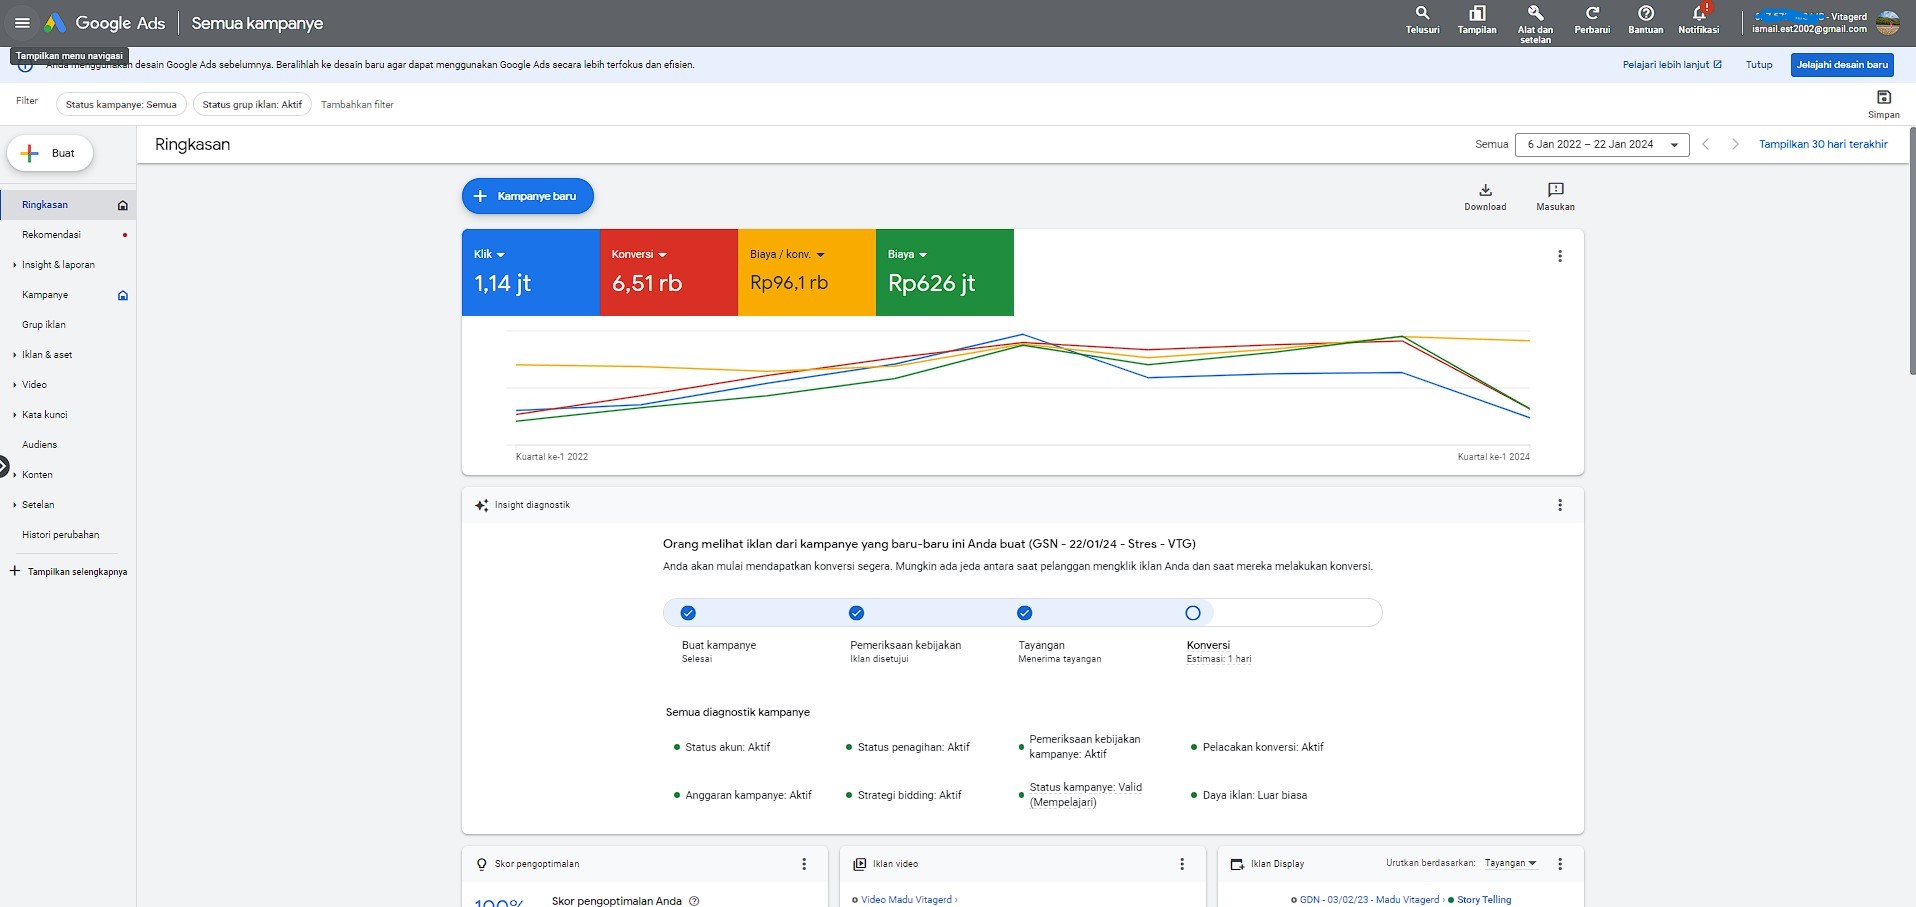 Google Ads
Semua kampanye
Telusuri
Tampilan
Alat dan
setelan
Perbarui
Bantuan
Notifikasi
- Vitagerd
ismail.est2002@gmail.com
Tampilkan menu navigasi
Anda menggunakan desain Google Ads sebelumnya. Beralihlah ke desain baru agar dapat menggunakan Google Ads secara lebih terfokus dan efisien.
Pelajari lebih lanjut
Tutup
Jelajahi desain baru
Filter
Status kampanye: Semua
Status grup iklan: Aktif
Tambahkan filter
Simpan
Buat
Ringkasan
Semua
6 Jan 2022 – 22 Jan 2024
Tampilkan 30 hari terakhir
Ringkasan
Rekomendasi
Insight & laporan
Kampanye
Grup iklan
Iklan & aset
Video
Kata kunci
Audiens
Konten
Setelan
Histori perubahan
Tampilkan selengkapnya
Kampanye baru
Download
Masukan
Klik
1,14 jt
Konversi
6,51 rb
Biaya / konv.
Rp96,1 rb
Biaya
Rp626 jt
Kuartal ke-1 2022
Kuartal ke-1 2024
Insight diagnostik
Orang melihat iklan dari kampanye yang baru-baru ini Anda buat (GSN - 22/01/24 - Stres - VTG)
Anda akan mulai mendapatkan konversi segera. Mungkin ada jeda antara saat pelanggan mengklik iklan Anda dan saat mereka melakukan konversi.
Buat kampanye
Selesai
Pemeriksaan kebijakan
Iklan disetujui
Tayangan
Menerima tayangan
Konversi
Estimasi: 1 hari
Semua diagnostik kampanye
Status akun: Aktif
Status penagihan: Aktif
Pemeriksaan kebijakan
kampanye: Aktif
Pelacakan konversi: Aktif
Anggaran kampanye: Aktif
Strategi bidding: Aktif
Status kampanye: Valid
(Mempelajari)
Daya iklan: Luar biasa
Skor pengoptimalan
100%
Skor pengoptimalan Anda
Iklan video
Video Madu Vitagerd
Iklan Display
Urutkan berdasarkan:
Tayangan
GDN - 03/02/23 - Madu Vitagerd
Story Telling